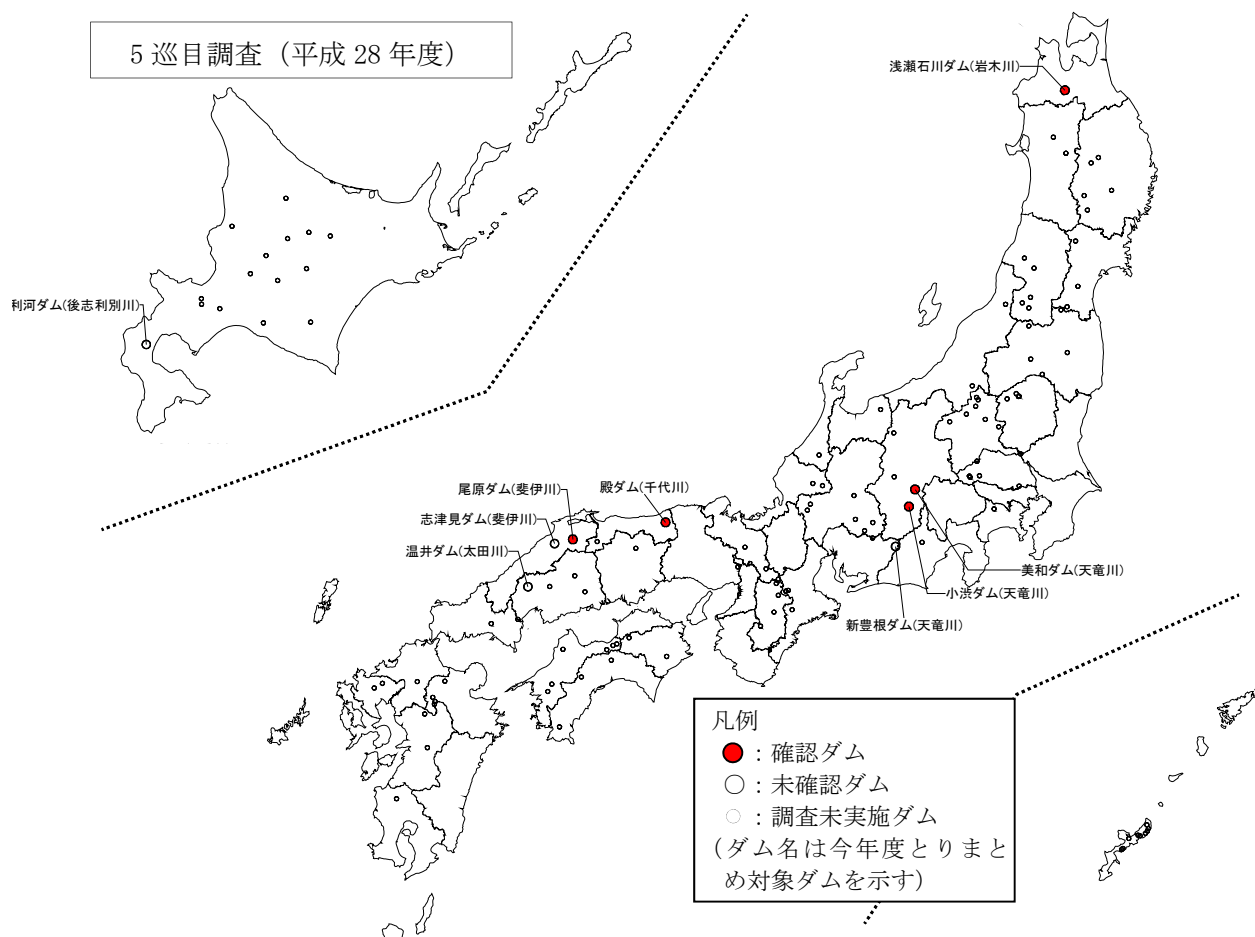 5 巡目調査（平成 28 年度）
浅瀬石川ダム(岩木川)
利河ダム(後志利別川)
尾原ダム(斐伊川)
殿ダム(千代川)
志津見ダム(斐伊川)
温井ダム(太田川)
美和ダム(天竜川)
小渋ダム(天竜川)
新豊根ダム(天竜川)
凡例
：確認ダム
：未確認ダム
：調査未実施ダム
(ダム名は今年度とりまと
め対象ダムを示す)